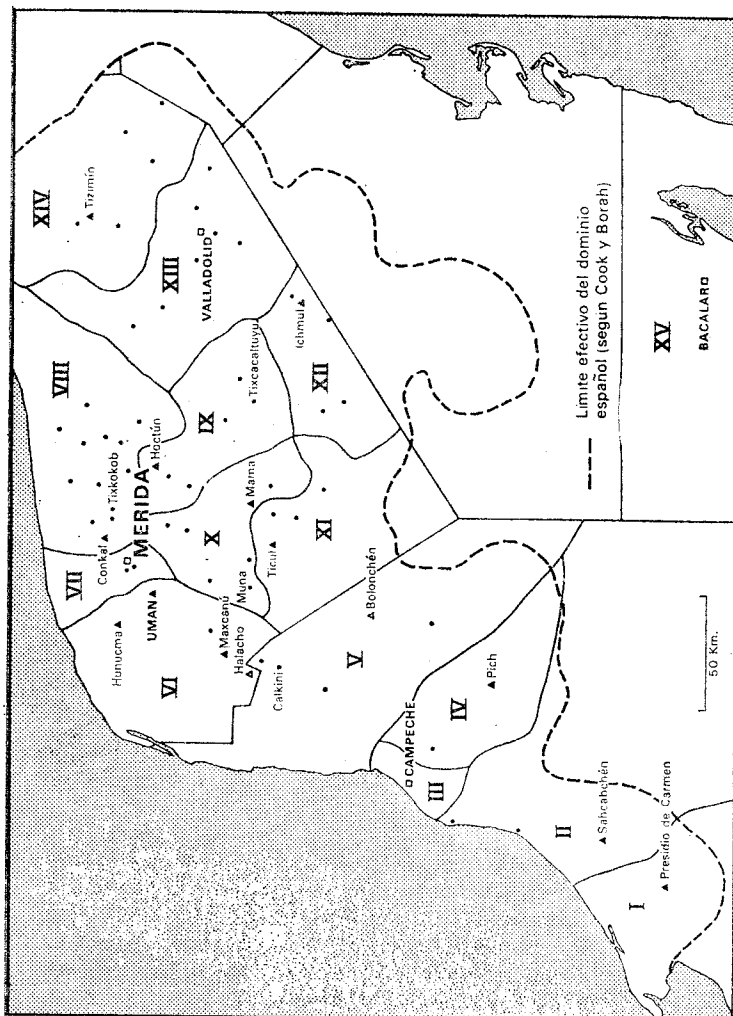 XIV
Tizumín
XIII
VALLADOLID
VIII
IX
Tixcacaltuyu
Ichmul
XII
Hoctún
Tixkokob
Conkal
MERIDA
VII
X
Mama
Muna
Ticul
XI
Hunucma
UMAN
VI
Maxcanú
Halacho
Calkini
V
Bolonchén
CAMPECHE
III
IV
Pich
II
Sahcabchén
I
Presidio de Carmen
XV
BACALAR
Límite efectivo del dominio
español (según Cook y Borah)
50 Km.